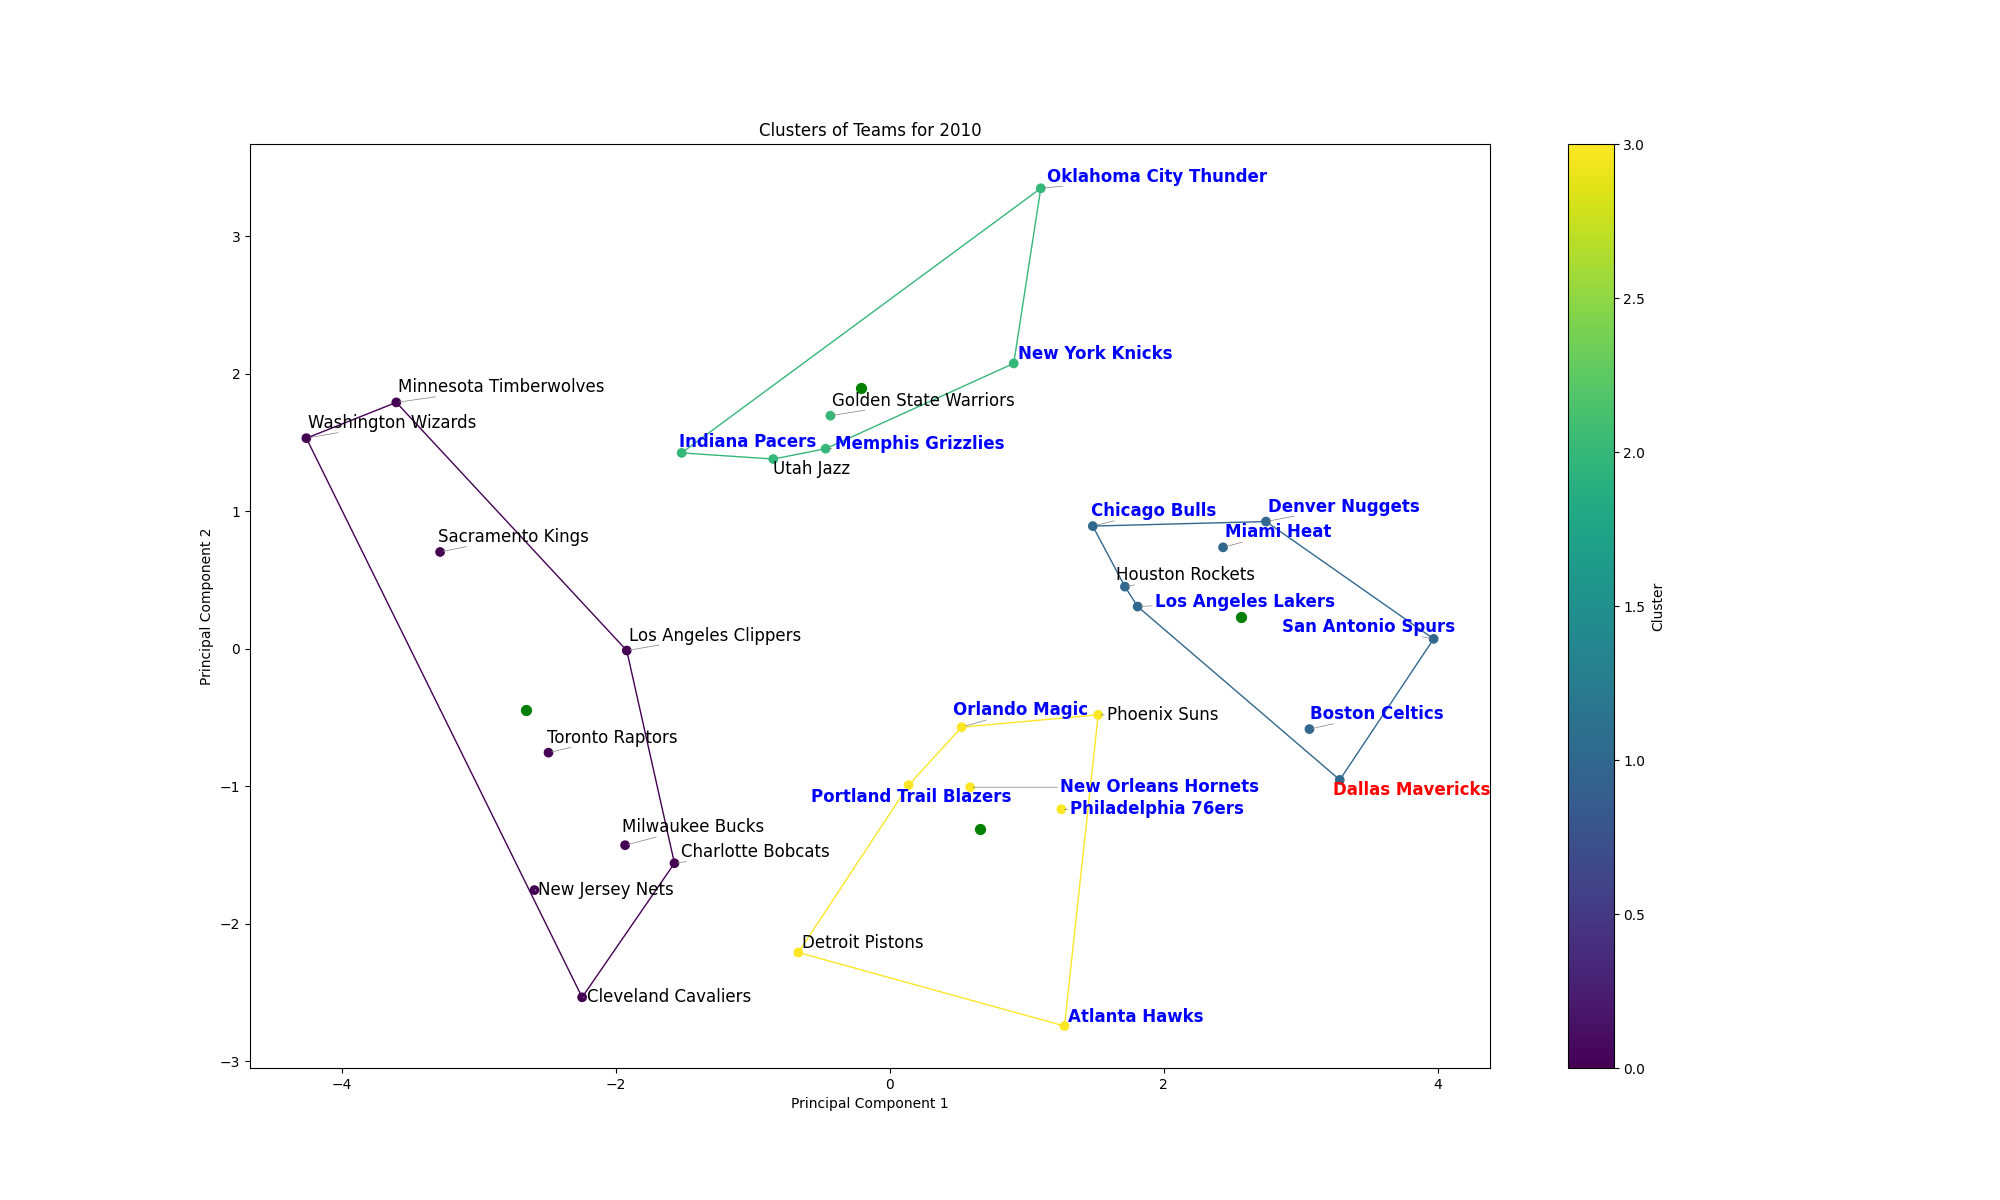 Clusters of Teams for 2010
Oklahoma City Thunder
New York Knicks
Golden State Warriors
Indiana Pacers
Memphis Grizzlies
Utah Jazz
Minnesota Timberwolves
Washington Wizards
Sacramento Kings
Los Angeles Clippers
Toronto Raptors
Milwaukee Bucks
Charlotte Bobcats
New Jersey Nets
Cleveland Cavaliers
Chicago Bulls
Denver Nuggets
Miami Heat
Houston Rockets
Los Angeles Lakers
San Antonio Spurs
Boston Celtics
Dallas Mavericks
Orlando Magic
Phoenix Suns
New Orleans Hornets
Portland Trail Blazers
Philadelphia 76ers
Detroit Pistons
Atlanta Hawks
3
2
1
0
−1
−2
−3
Principal Component 2
−4
−2
0
2
4
Principal Component 1
3.0
2.5
2.0
1.5
1.0
0.5
0.0
Cluster